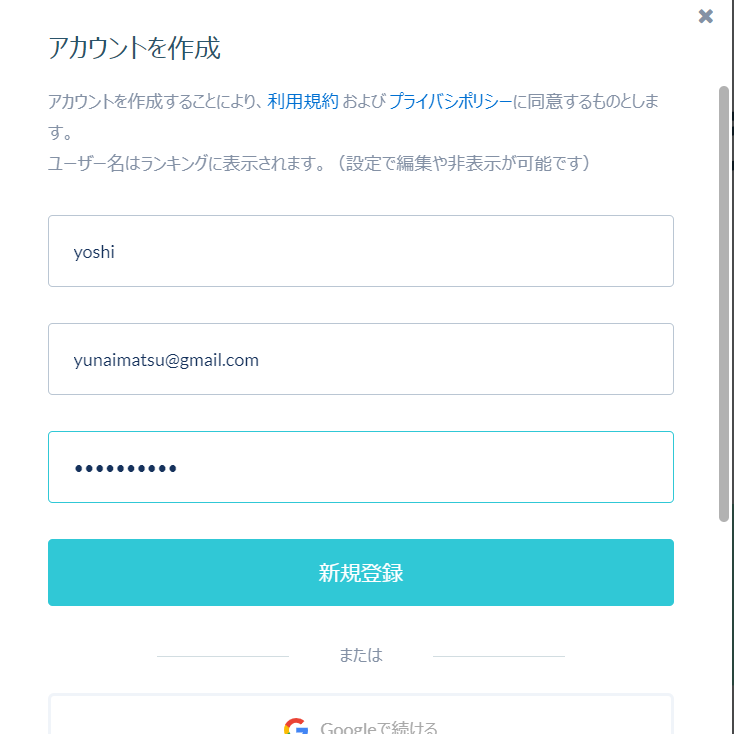 アカウントを作成
アカウントを作成することにより、利用規約 および プライバシポリシーに同意するものとしま
す。
ユーザー名はランキングに表示されます。（設定で編集や非表示が可能です）
yoshi
yunaimatsu@gmail.com
••••••••••
新規登録
または
Googleで続ける